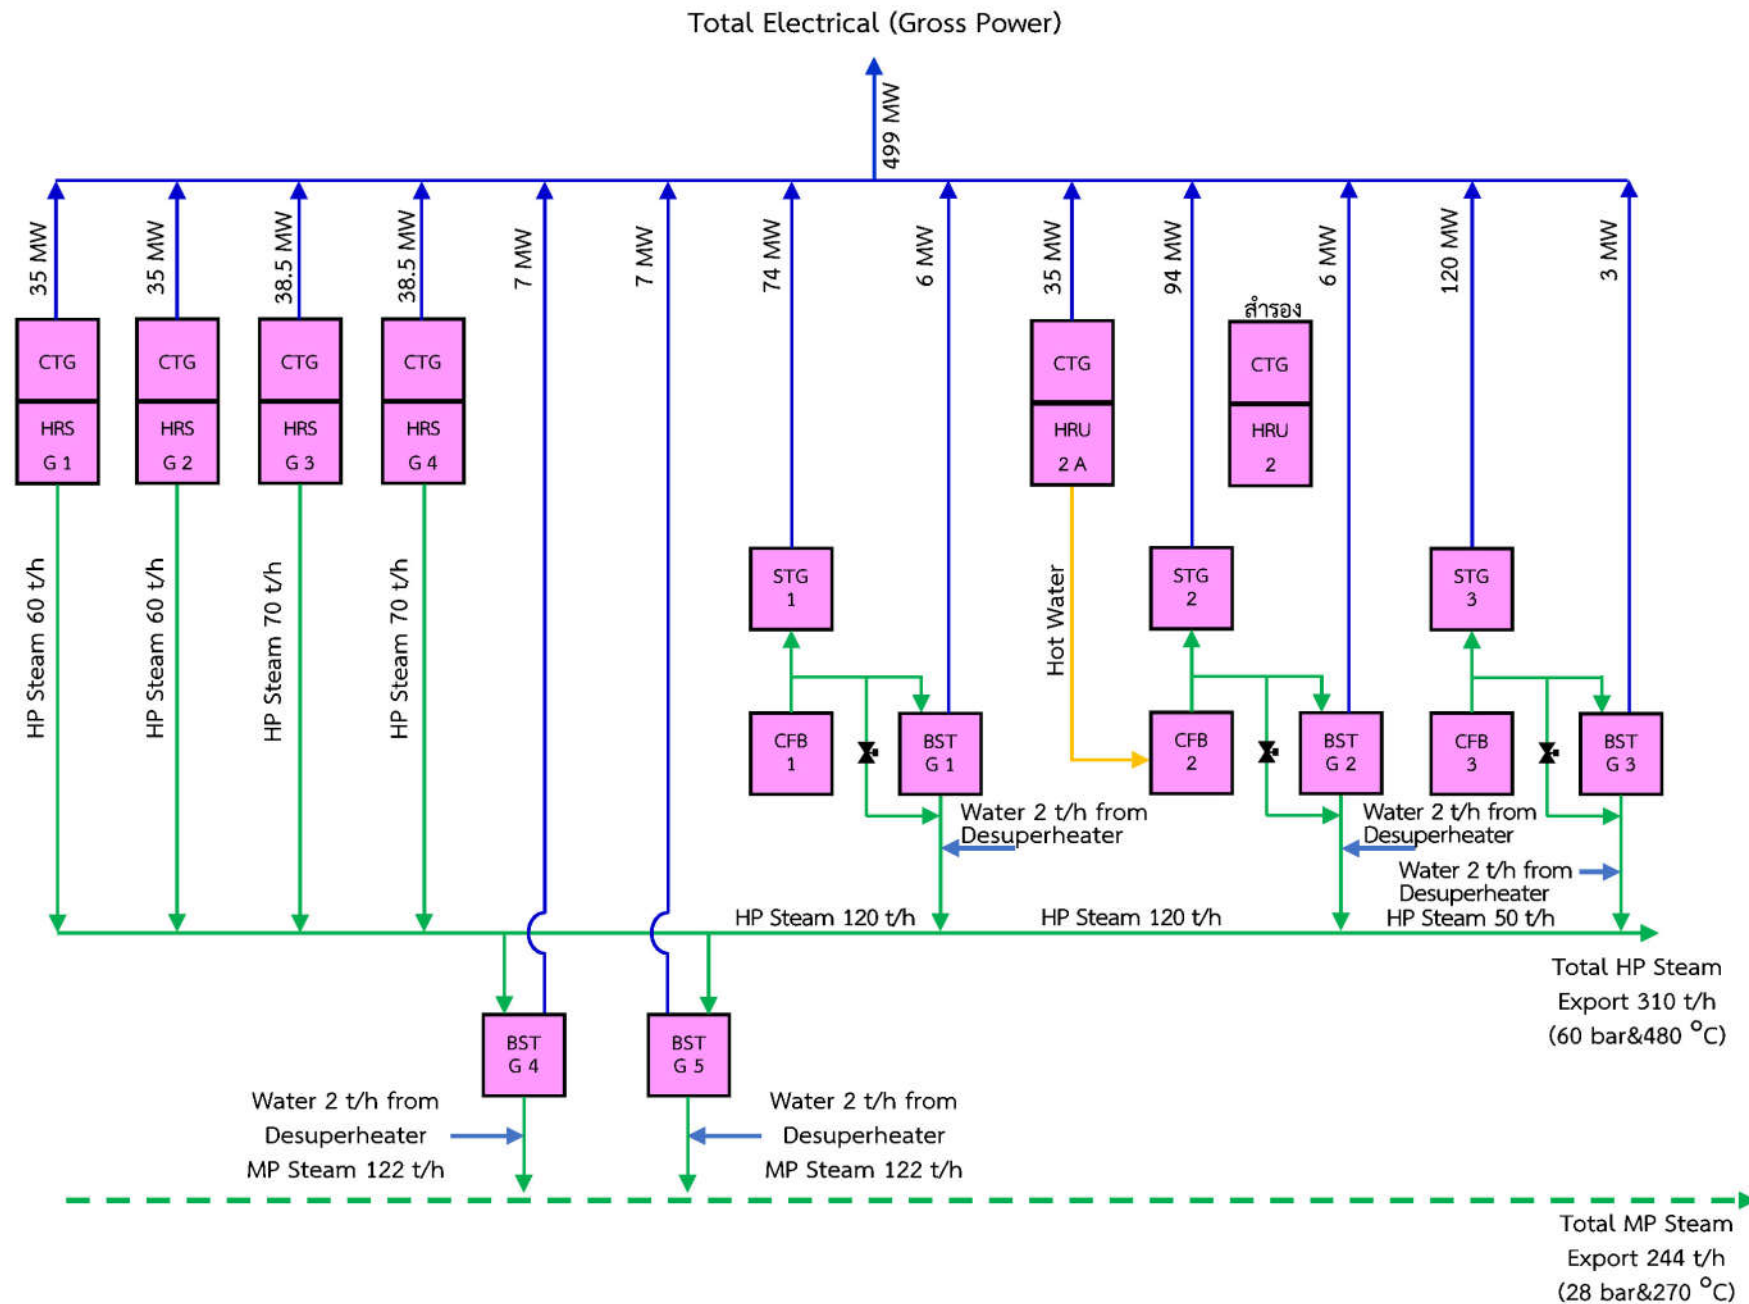 Total Electrical (Gross Power)
499 MW
35 MW
35 MW
38.5 MW
38.5 MW
7 MW
7 MW
74 MW
6 MW
35 MW
94 MW
6 MW
120 MW
3 MW
สำรอง
CTG
CTG
CTG
CTG
CTG
CTG
HRS
G 1
HRS
G 2
HRS
G 3
HRS
G 4
HRU
2 A
HRU
2
HP Steam 60 t/h
HP Steam 60 t/h
HP Steam 70 t/h
HP Steam 70 t/h
Hot Water
STG
1
STG
2
STG
3
CFB
1
BST
G 1
CFB
2
BST
G 2
CFB
3
BST
G 3
Water 2 t/h from
Desuperheater
Water 2 t/h from
Desuperheater
Water 2 t/h from
Desuperheater
HP Steam 120 t/h
HP Steam 120 t/h
HP Steam 50 t/h
Total HP Steam
Export 310 t/h
(60 bar&480 °C)
BST
G 4
BST
G 5
Water 2 t/h from
Desuperheater
MP Steam 122 t/h
Water 2 t/h from
Desuperheater
MP Steam 122 t/h
Total MP Steam
Export 244 t/h
(28 bar&270 °C)